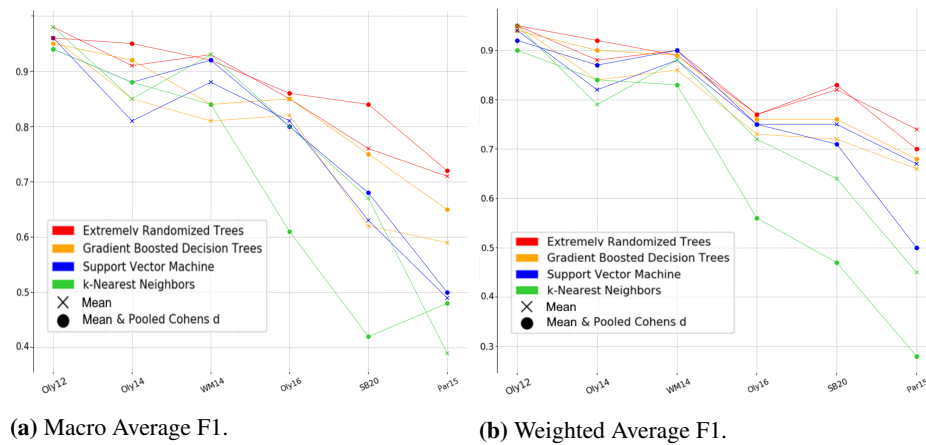 0.9
0.8
0.7
0.6
0.5
0.4
Extremely Randomized Trees
Gradient Boosted Decision Trees
Support Vector Machine
k-Nearest Neighbors
Mean
Mean & Pooled Cohens d
Oly12
Oly14
WM14
Oly16
SB20
Par15
(a) Macro Average F1.
0.9
0.8
0.7
0.6
0.5
0.4
0.3
Extremely Randomized Trees
Gradient Boosted Decision Trees
Support Vector Machine
k-Nearest Neighbors
Mean
Mean & Pooled Cohens d
Oly12
Oly14
WM14
Oly16
SB20
Par15
(b) Weighted Average F1.